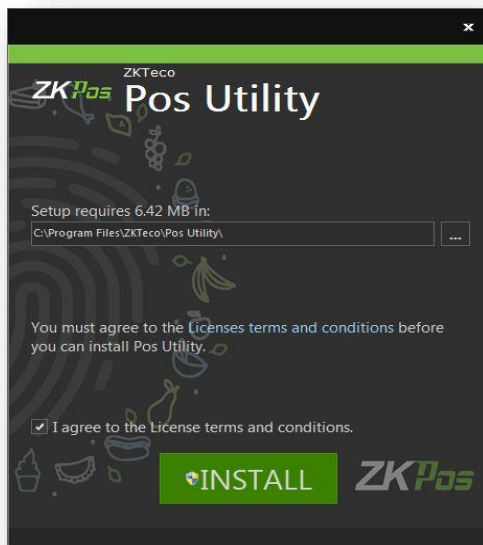 x
ZKPos
ZKTeco
Pos Utility
Setup requires 6.42 MB in:
C:\Program Files\ZKTeco\Pos Utility\
...
You must agree to the Licenses terms and conditions before
you can install Pos Utility.
I agree to the License terms and conditions.
INSTALL
ZKPos